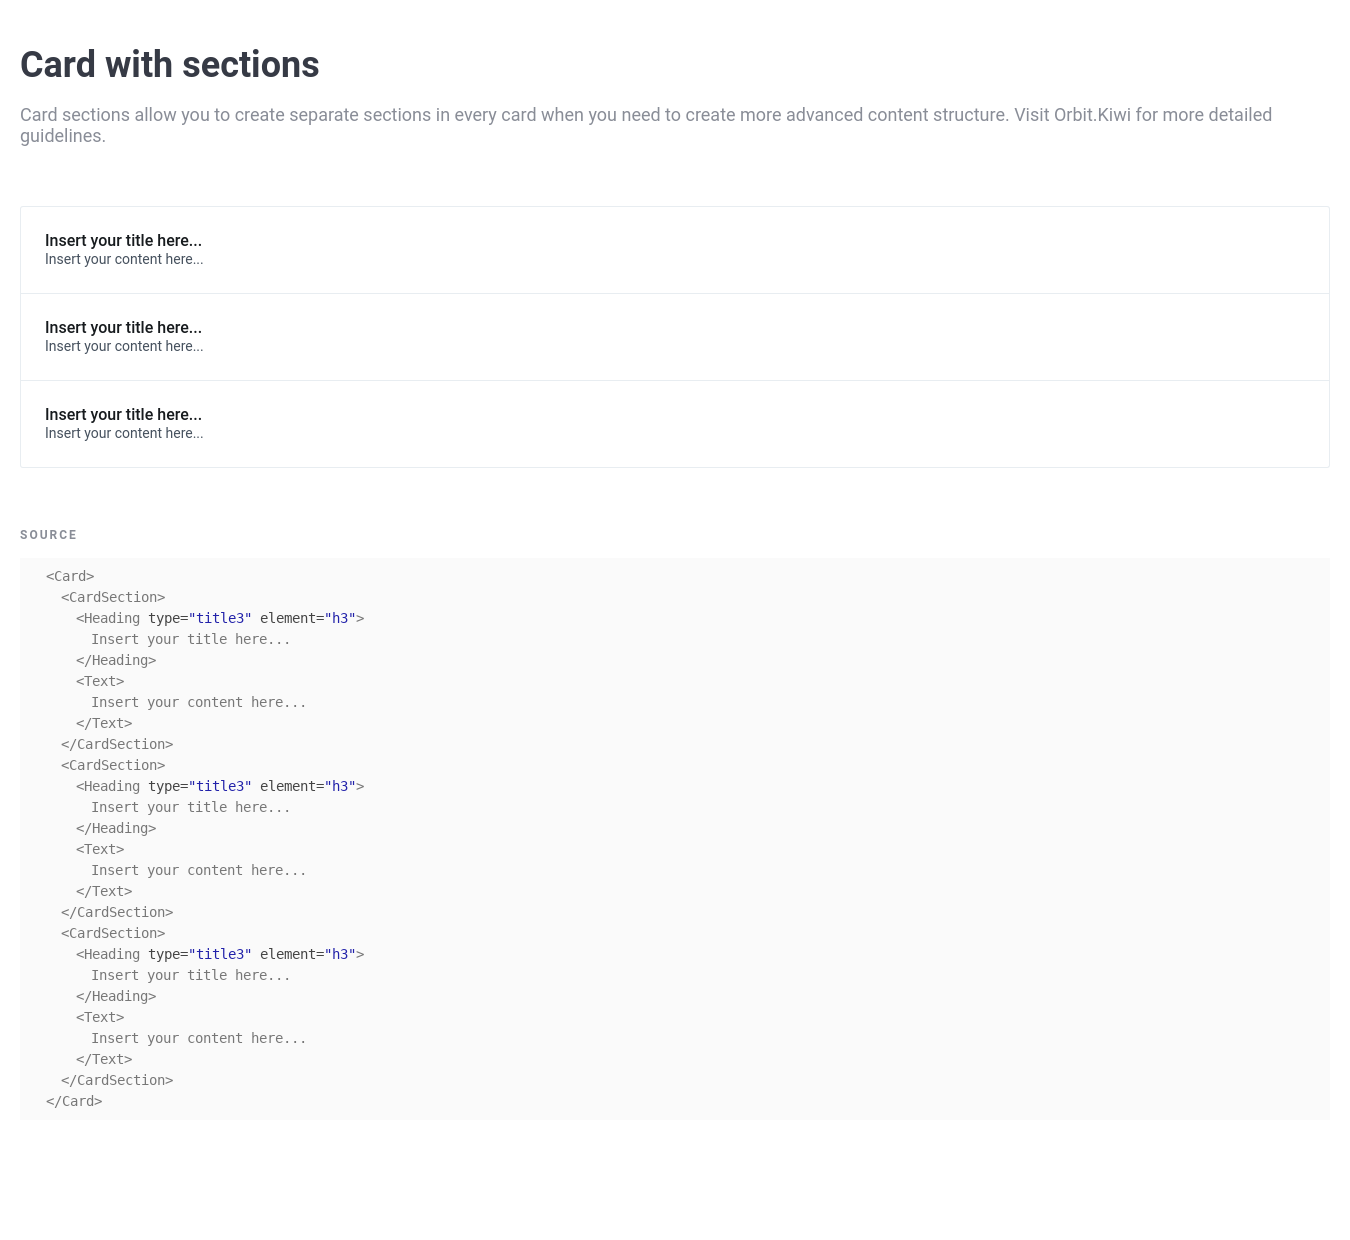 Card with sections
Card sections allow you to create separate sections in every card when you need to create more advanced content structure. Visit Orbit.Kiwi for more detailed
guidelines.
Insert your title here...
Insert your content here...
Insert your title here...
Insert your content here...
Insert your title here...
Insert your content here...
SOURCE
<Card>
  <CardSection>
    <Heading type="title3" element="h3">
      Insert your title here...
    </Heading>
    <Text>
      Insert your content here...
    </Text>
  </CardSection>
  <CardSection>
    <Heading type="title3" element="h3">
      Insert your title here...
    </Heading>
    <Text>
      Insert your content here...
    </Text>
  </CardSection>
  <CardSection>
    <Heading type="title3" element="h3">
      Insert your title here...
    </Heading>
    <Text>
      Insert your content here...
    </Text>
  </CardSection>
</Card>